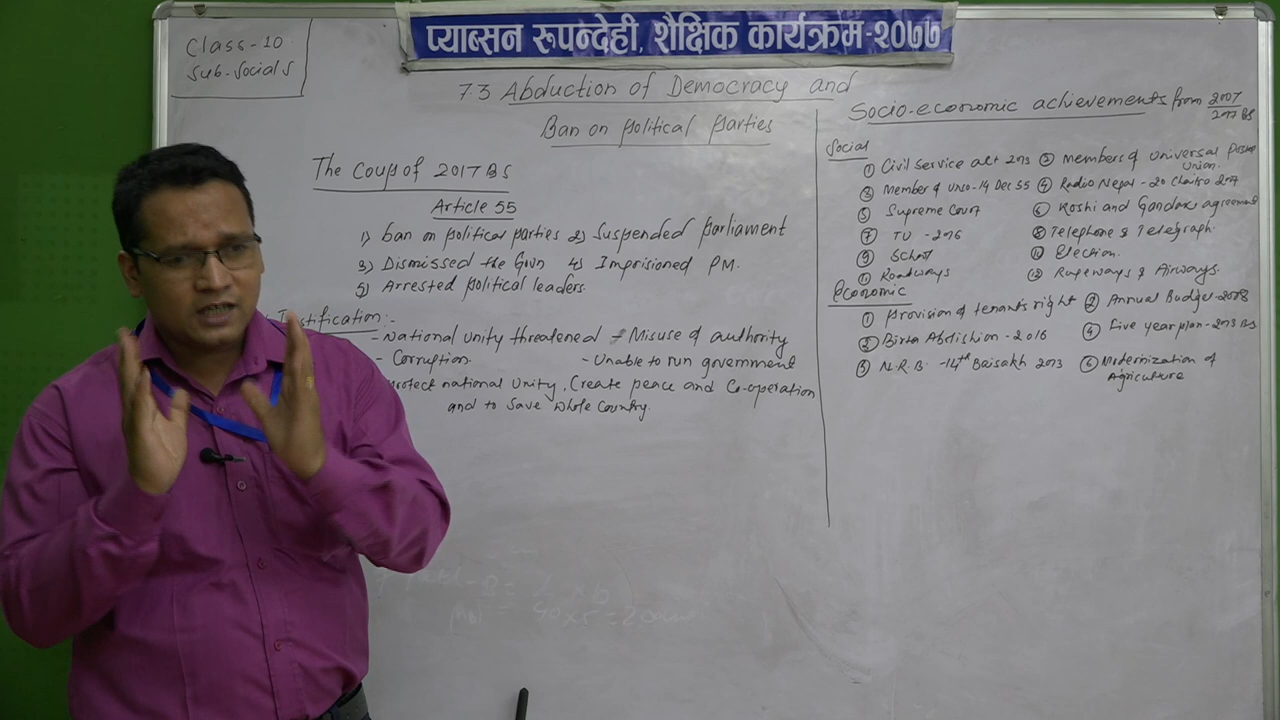 प्याब्सन रुपन्देही, शैक्षिक कार्यक्रम-२०७७
Class-10
Sub-Socials
7.3 Abduction of Democracy and
Ban on political Parties
The Coup of 2017 BS
Article 55
1) ban on political parties 2) Suspended Parliament
3) Dismissed the Govn 4) Imprisioned PM.
5) Arrested political leaders.
Justification:-
- National unity threatened - Misuse of authority
- Corruption. - Unable to run government
protect national Unity, Create peace and Co-operation
and to Save Whole Country.
Socio-economic achievements from 2007/2017 BS
Social
① Civil Service act 2013 ② members of Universal Postal Union.
③ Member of UNO-14 Dec 55 ④ Radio Nepal - 20 Chaitra 2007
⑤ Supreme Court ⑥ Koshi and Gandaki agreement
⑦ TU - 2016 ⑧ Telephone & Telegraph.
⑨ School ⑩ Election.
⑪ Roadways ⑫ Ropeways & Airways.
Economic
① Provision of tenants right ② Annual Budget-2008
③ Birta Abolishion - 2016 ④ Five year plan - 2013 BS
⑤ N.R.B. - 14th Baisakh 2013 ⑥ Modernization of
Agriculture